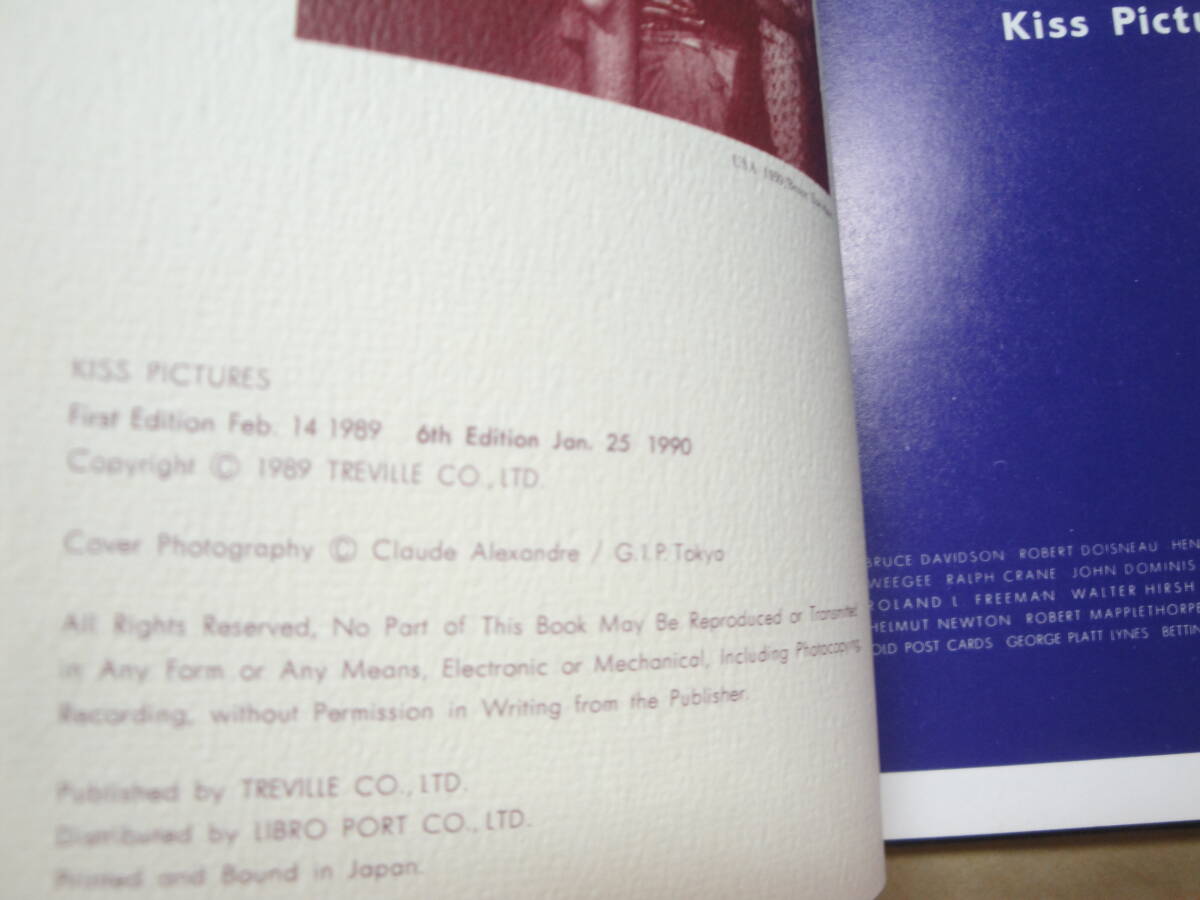 USA
KISS PICTURES
First Edition Feb. 14 1989 6th Edition Jan. 25 1990
Copyright © 1989 TREVILLE CO., LTD.
Cover Photography © Claude Alexandre / G.I.P. Tokyo
All Rights Reserved, No Part of This Book May Be Reproduced or Transmitted
in Any Form or Any Means, Electronic or Mechanical, Including Photocopying,
Recording, without Permission in Writing from the Publisher.
Published by TREVILLE CO., LTD.
Distributed by LIBRO PORT CO., LTD.
Printed and Bound in Japan.
Kiss Pictu
BRUCE DAVIDSON ROBERT DOISNEAU HEN
WEEGEE RALPH CRANE JOHN DOMINIS
ROLAND L. FREEMAN WALTER HIRSH
HELMUT NEWTON ROBERT MAPPLETHORPE
OLD POST CARDS GEORGE PLATT LYNES BETTIN